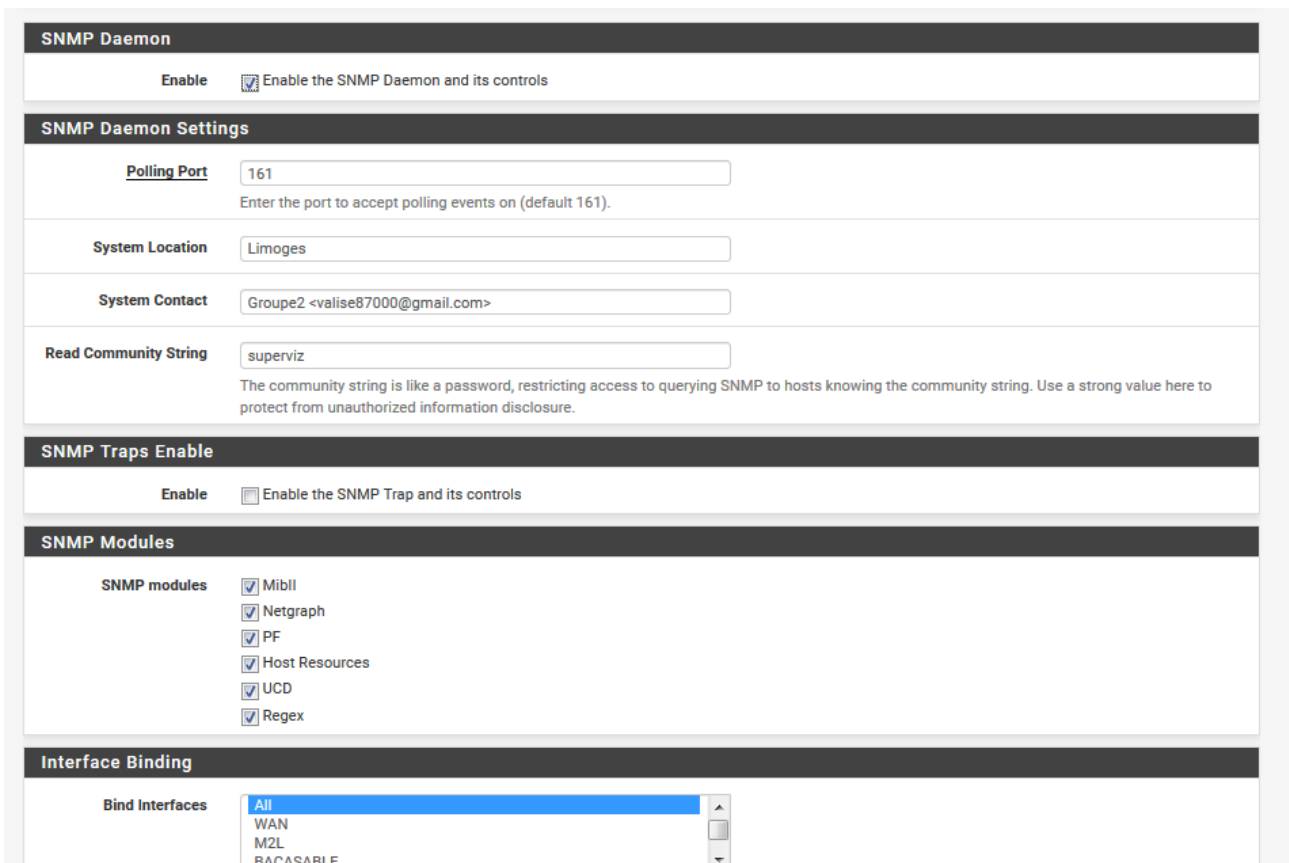 SNMP Daemon
Enable Enable the SNMP Daemon and its controls
SNMP Daemon Settings
Polling Port 161
Enter the port to accept polling events on (default 161).
System Location Limoges
System Contact Groupe2 <valise87000@gmail.com>
Read Community String superviz
The community string is like a password, restricting access to querying SNMP to hosts knowing the community string. Use a strong value here to
protect from unauthorized information disclosure.
SNMP Traps Enable
Enable Enable the SNMP Trap and its controls
SNMP Modules
SNMP modules MibII
Netgraph
PF
Host Resources
UCD
Regex
Interface Binding
Bind Interfaces All
WAN
M2L
BACASABLE